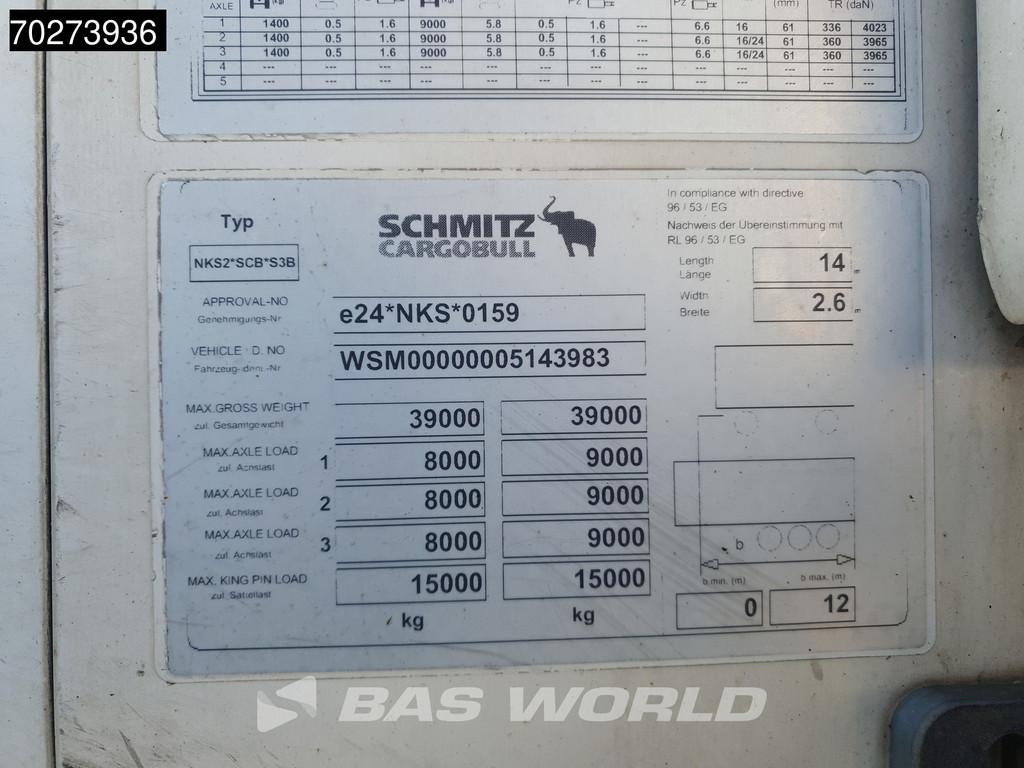 70273936
AXLE PZ PZ (mm) TR (daN)
1 1400 0.5 1.6 9000 5.8 0.5 1.6 --- 6.6 16 61 336 4023
2 1400 0.5 1.6 9000 5.8 0.5 1.6 --- 6.6 16/24 61 360 3965
3 1400 0.5 1.6 9000 5.8 0.5 1.6 --- 6.6 16/24 61 360 3965
4 --- --- --- --- --- --- --- --- --- --- --- --- ---
5 --- --- --- --- --- --- --- --- --- --- --- --- ---
Typ
NKS2*SCB*S3B
SCHMITZ
CARGOBULL
In compliance with directive
96 / 53 / EG
Nachweis der Übereinstimmung mit
RL 96 / 53 / EG
Length 14 m
Länge
Width 2.6 m
Breite
APPROVAL-NO e24*NKS*0159
Genehmigungs-Nr
VEHICLE I D. NO WSM00000005143983
Fahrzeug-Ident.-Nr
MAX.GROSS WEIGHT 39000 39000
zul. Gesamtgewicht
MAX.AXLE LOAD 1 8000 9000
zul. Achslast
MAX.AXLE LOAD 2 8000 9000
zul. Achslast
MAX.AXLE LOAD 3 8000 9000
zul. Achslast
MAX. KING PIN LOAD 15000 15000
zul. Sattellast
kg kg
b
b min. (m) b max. (m)
0 12
BAS WORLD